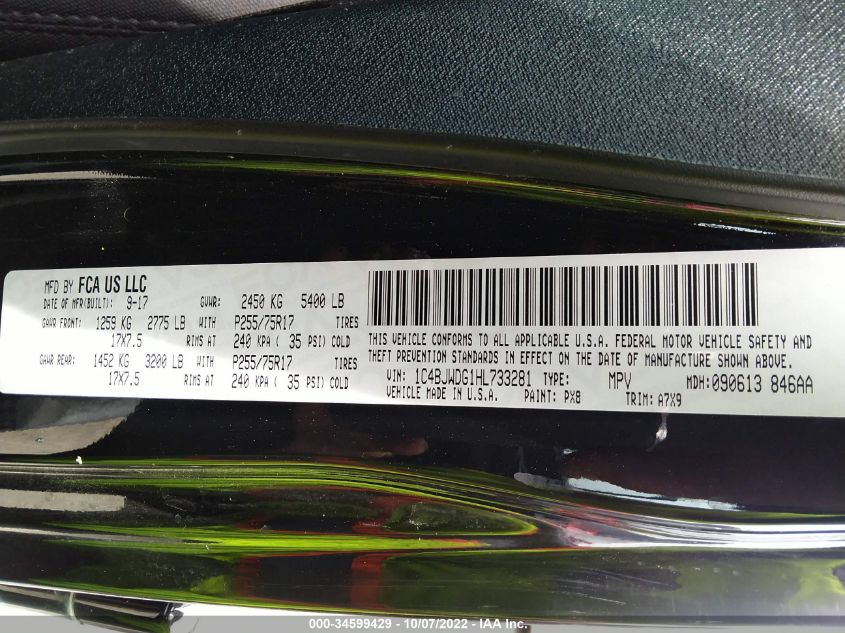 MFD BY FCA US LLC
DATE OF MFR(BUILT): 9-17 GVWR: 2450 KG 5400 LB
GAWR FRONT: 1259 KG 2775 LB WITH P255/75R17 TIRES
17X7.5 RIMS AT 240 KPA ( 35 PSI) COLD
GAWR REAR: 1452 KG 3200 LB WITH P255/75R17 TIRES
17X7.5 RIMS AT 240 KPA ( 35 PSI) COLD
THIS VEHICLE CONFORMS TO ALL APPLICABLE U.S.A. FEDERAL MOTOR VEHICLE SAFETY AND
THEFT PREVENTION STANDARDS IN EFFECT ON THE DATE OF MANUFACTURE SHOWN ABOVE.
VIN: 1C4BJWDG1HL733281 TYPE: MPV MDH:090613 846AA
VEHICLE MADE IN U.S.A. PAINT: PX8 TRIM: A7X9
000-34599429 - 10/07/2022 - IAA Inc.